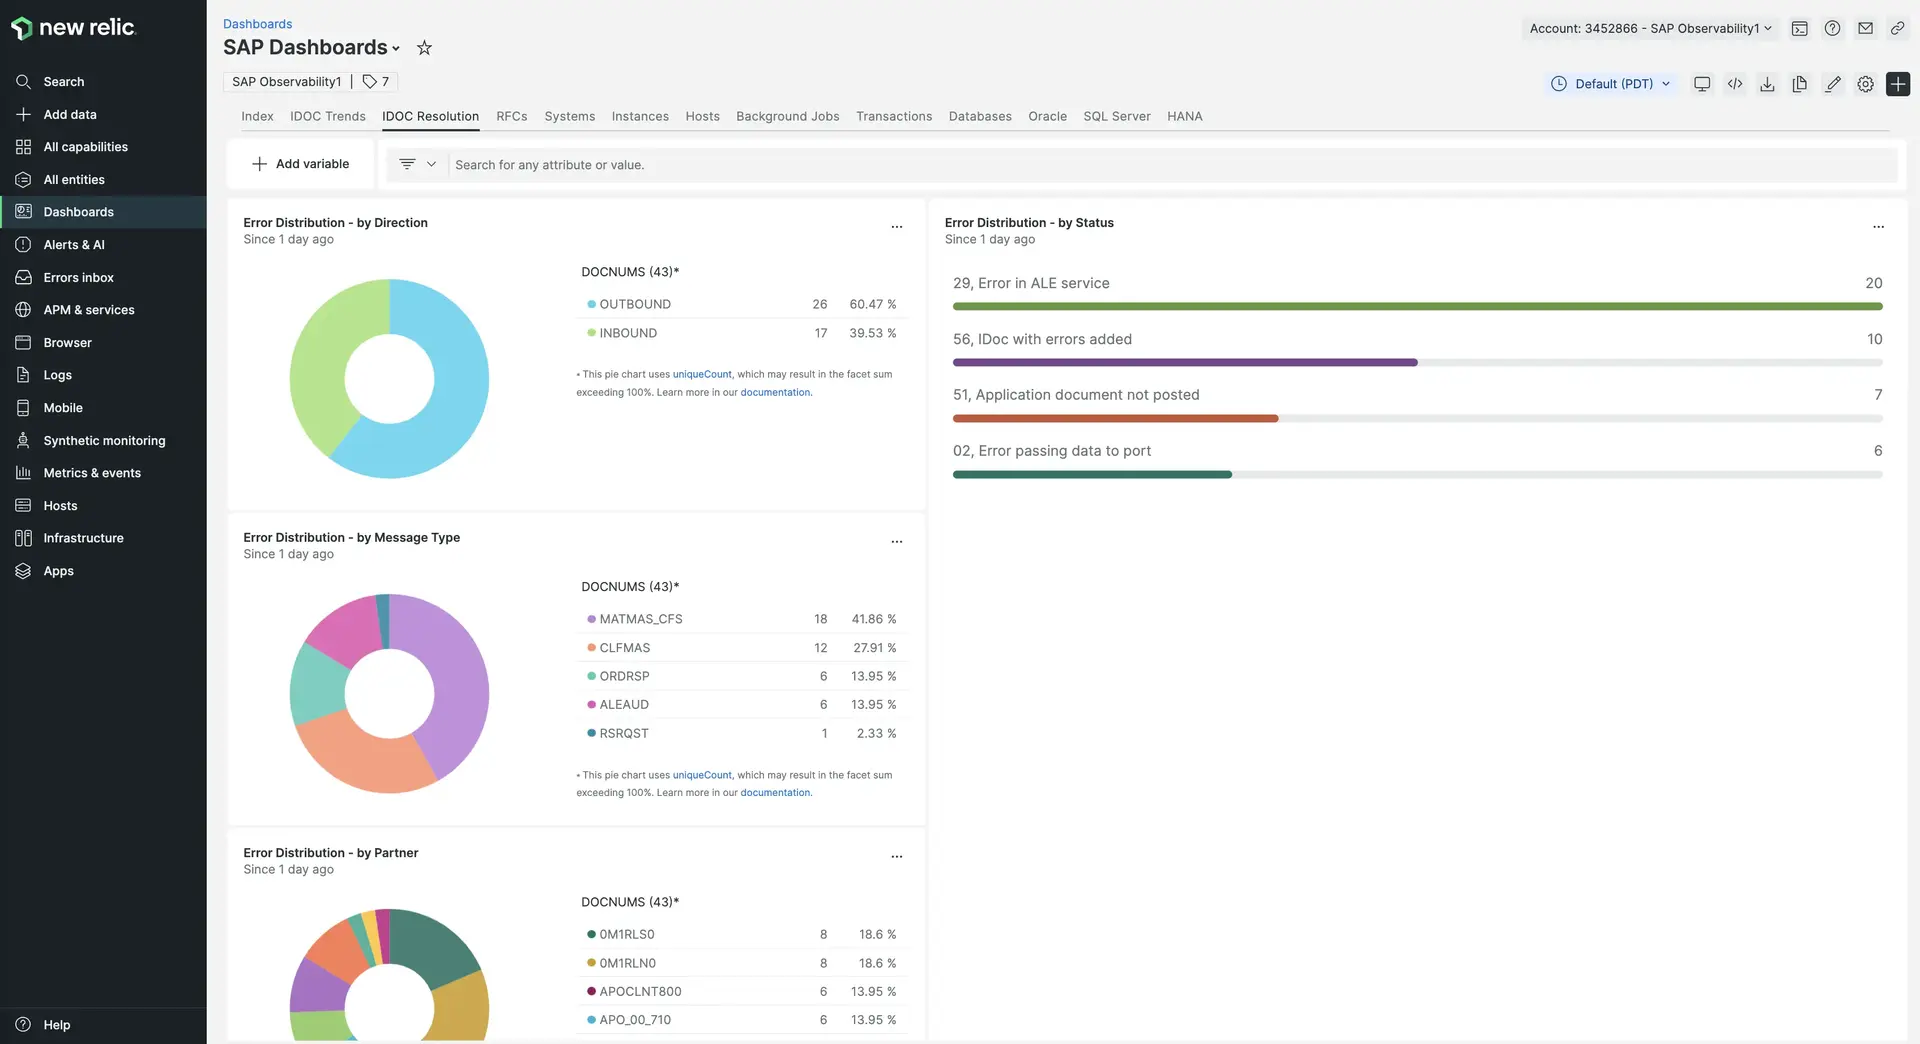 new relic.
Search
Add data
All capabilities
All entities
Dashboards
Alerts & AI
Errors inbox
APM & services
Browser
Logs
Mobile
Synthetic monitoring
Metrics & events
Hosts
Infrastructure
Apps
Help
Dashboards
SAP Dashboards
Account: 3452866 - SAP Observability1
SAP Observability1 | 7
Default (PDT)
Index IDOC Trends IDOC Resolution RFCs Systems Instances Hosts Background Jobs Transactions Databases Oracle SQL Server HANA
Add variable
Search for any attribute or value.
Error Distribution - by Direction
Since 1 day ago
DOCNUMS (43)*
OUTBOUND 26 60.47 %
INBOUND 17 39.53 %
* This pie chart uses uniqueCount, which may result in the facet sum
exceeding 100%. Learn more in our documentation.
Error Distribution - by Status
Since 1 day ago
29, Error in ALE service 20
56, IDoc with errors added 10
51, Application document not posted 7
02, Error passing data to port 6
Error Distribution - by Message Type
Since 1 day ago
DOCNUMS (43)*
MATMAS_CFS 18 41.86 %
CLFMAS 12 27.91 %
ORDRSP 6 13.95 %
ALEAUD 6 13.95 %
RSRQST 1 2.33 %
* This pie chart uses uniqueCount, which may result in the facet sum
exceeding 100%. Learn more in our documentation.
Error Distribution - by Partner
Since 1 day ago
DOCNUMS (43)*
0M1RLS0 8 18.6 %
0M1RLN0 8 18.6 %
APOCLNT800 6 13.95 %
APO_00_710 6 13.95 %